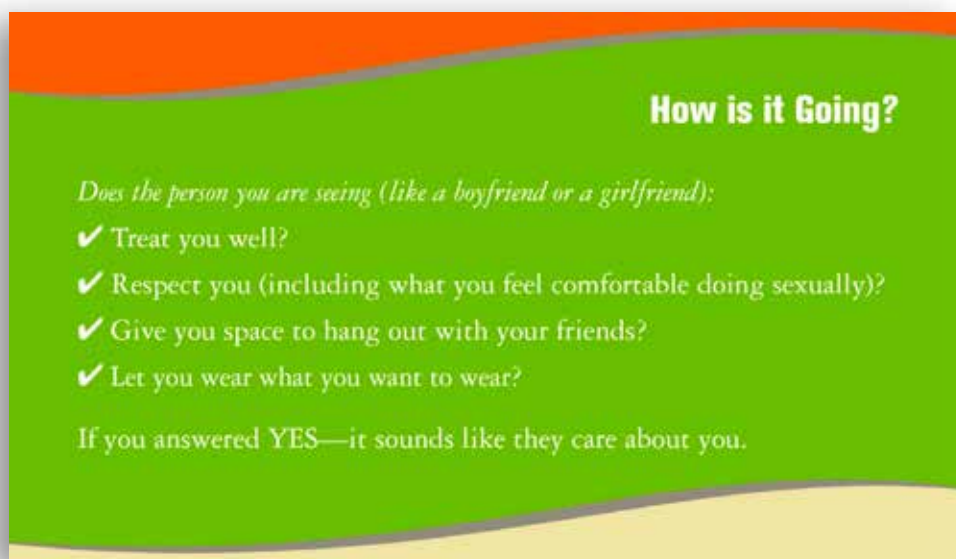 How is it Going?
Does the person you are seeing (like a boyfriend or a girlfriend):
✔ Treat you well?
✔ Respect you (including what you feel comfortable doing sexually)?
✔ Give you space to hang out with your friends?
✔ Let you wear what you want to wear?
If you answered YES—it sounds like they care about you.